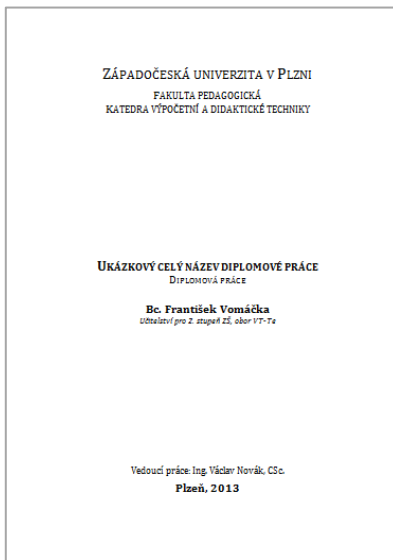 ZÁPADOČESKÁ UNIVERZITA V PLZNI
FAKULTA PEDAGOGICKÁ
KATEDRA VÝPOČETNÍ A DIDAKTICKÉ TECHNIKY
UKÁZKOVÝ CELÝ NÁZEV DIPLOMOVÉ PRÁCE
DIPLOMOVÁ PRÁCE
Bc. František Vomáčka
Učitelství pro 2. stupeň ZŠ, obor VT-Te
Vedoucí práce: Ing. Václav Novák, CSc.
Plzeň, 2013